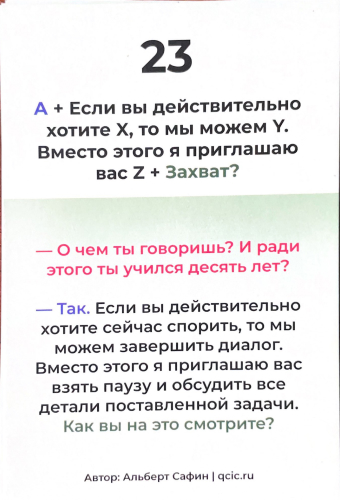 23
А + Если вы действительно
хотите X, то мы можем Y.
Вместо этого я приглашаю
вас Z + Захват?
— О чем ты говоришь? И ради
этого ты учился десять лет?
— Так. Если вы действительно
хотите сейчас спорить, то мы
можем завершить диалог.
Вместо этого я приглашаю вас
взять паузу и обсудить все
детали поставленной задачи.
Как вы на это смотрите?
Автор: Альберт Сафин | qcic.ru